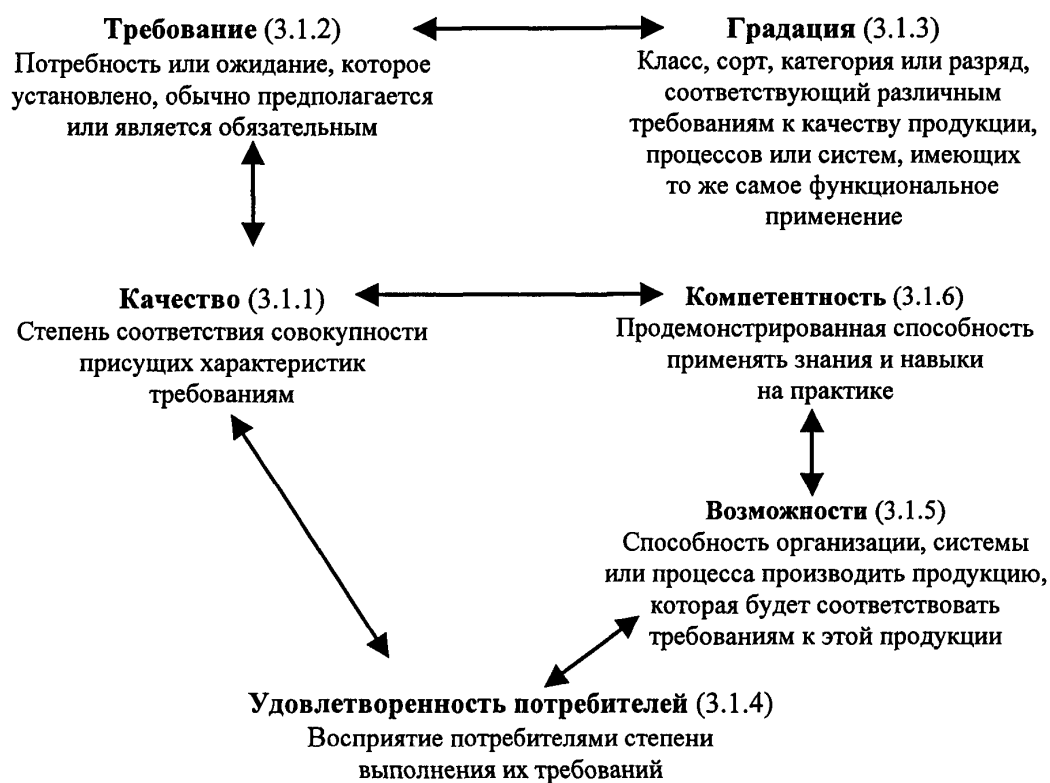 Требование (3.1.2)
Потребность или ожидание, которое
установлено, обычно предполагается
или является обязательным
Градация (3.1.3)
Класс, сорт, категория или разряд,
соответствующий различным
требованиям к качеству продукции,
процессов или систем, имеющих
то же самое функциональное
применение
Качество (3.1.1)
Степень соответствия совокупности
присущих характеристик
требованиям
Компетентность (3.1.6)
Продемонстрированная способность
применять знания и навыки
на практике
Возможности (3.1.5)
Способность организации, системы
или процесса производить продукцию,
которая будет соответствовать
требованиям к этой продукции
Удовлетворенность потребителей (3.1.4)
Восприятие потребителями степени
выполнения их требований